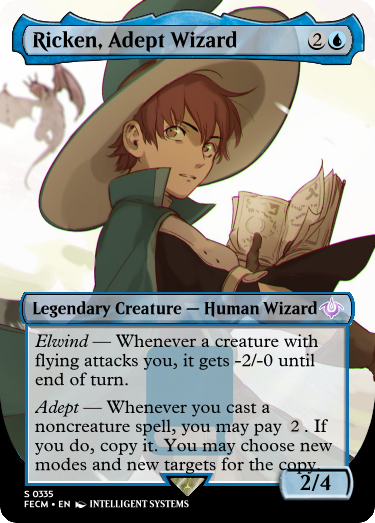 Ricken, Adept Wizard 2
Legendary Creature — Human Wizard
Elwind — Whenever a creature with
flying attacks you, it gets -2/-0 until
end of turn.
Adept — Whenever you cast a
noncreature spell, you may pay 2. If
you do, copy it. You may choose new
modes and new targets for the copy.
2/4
S 0335
FECM • EN INTELLIGENT SYSTEMS